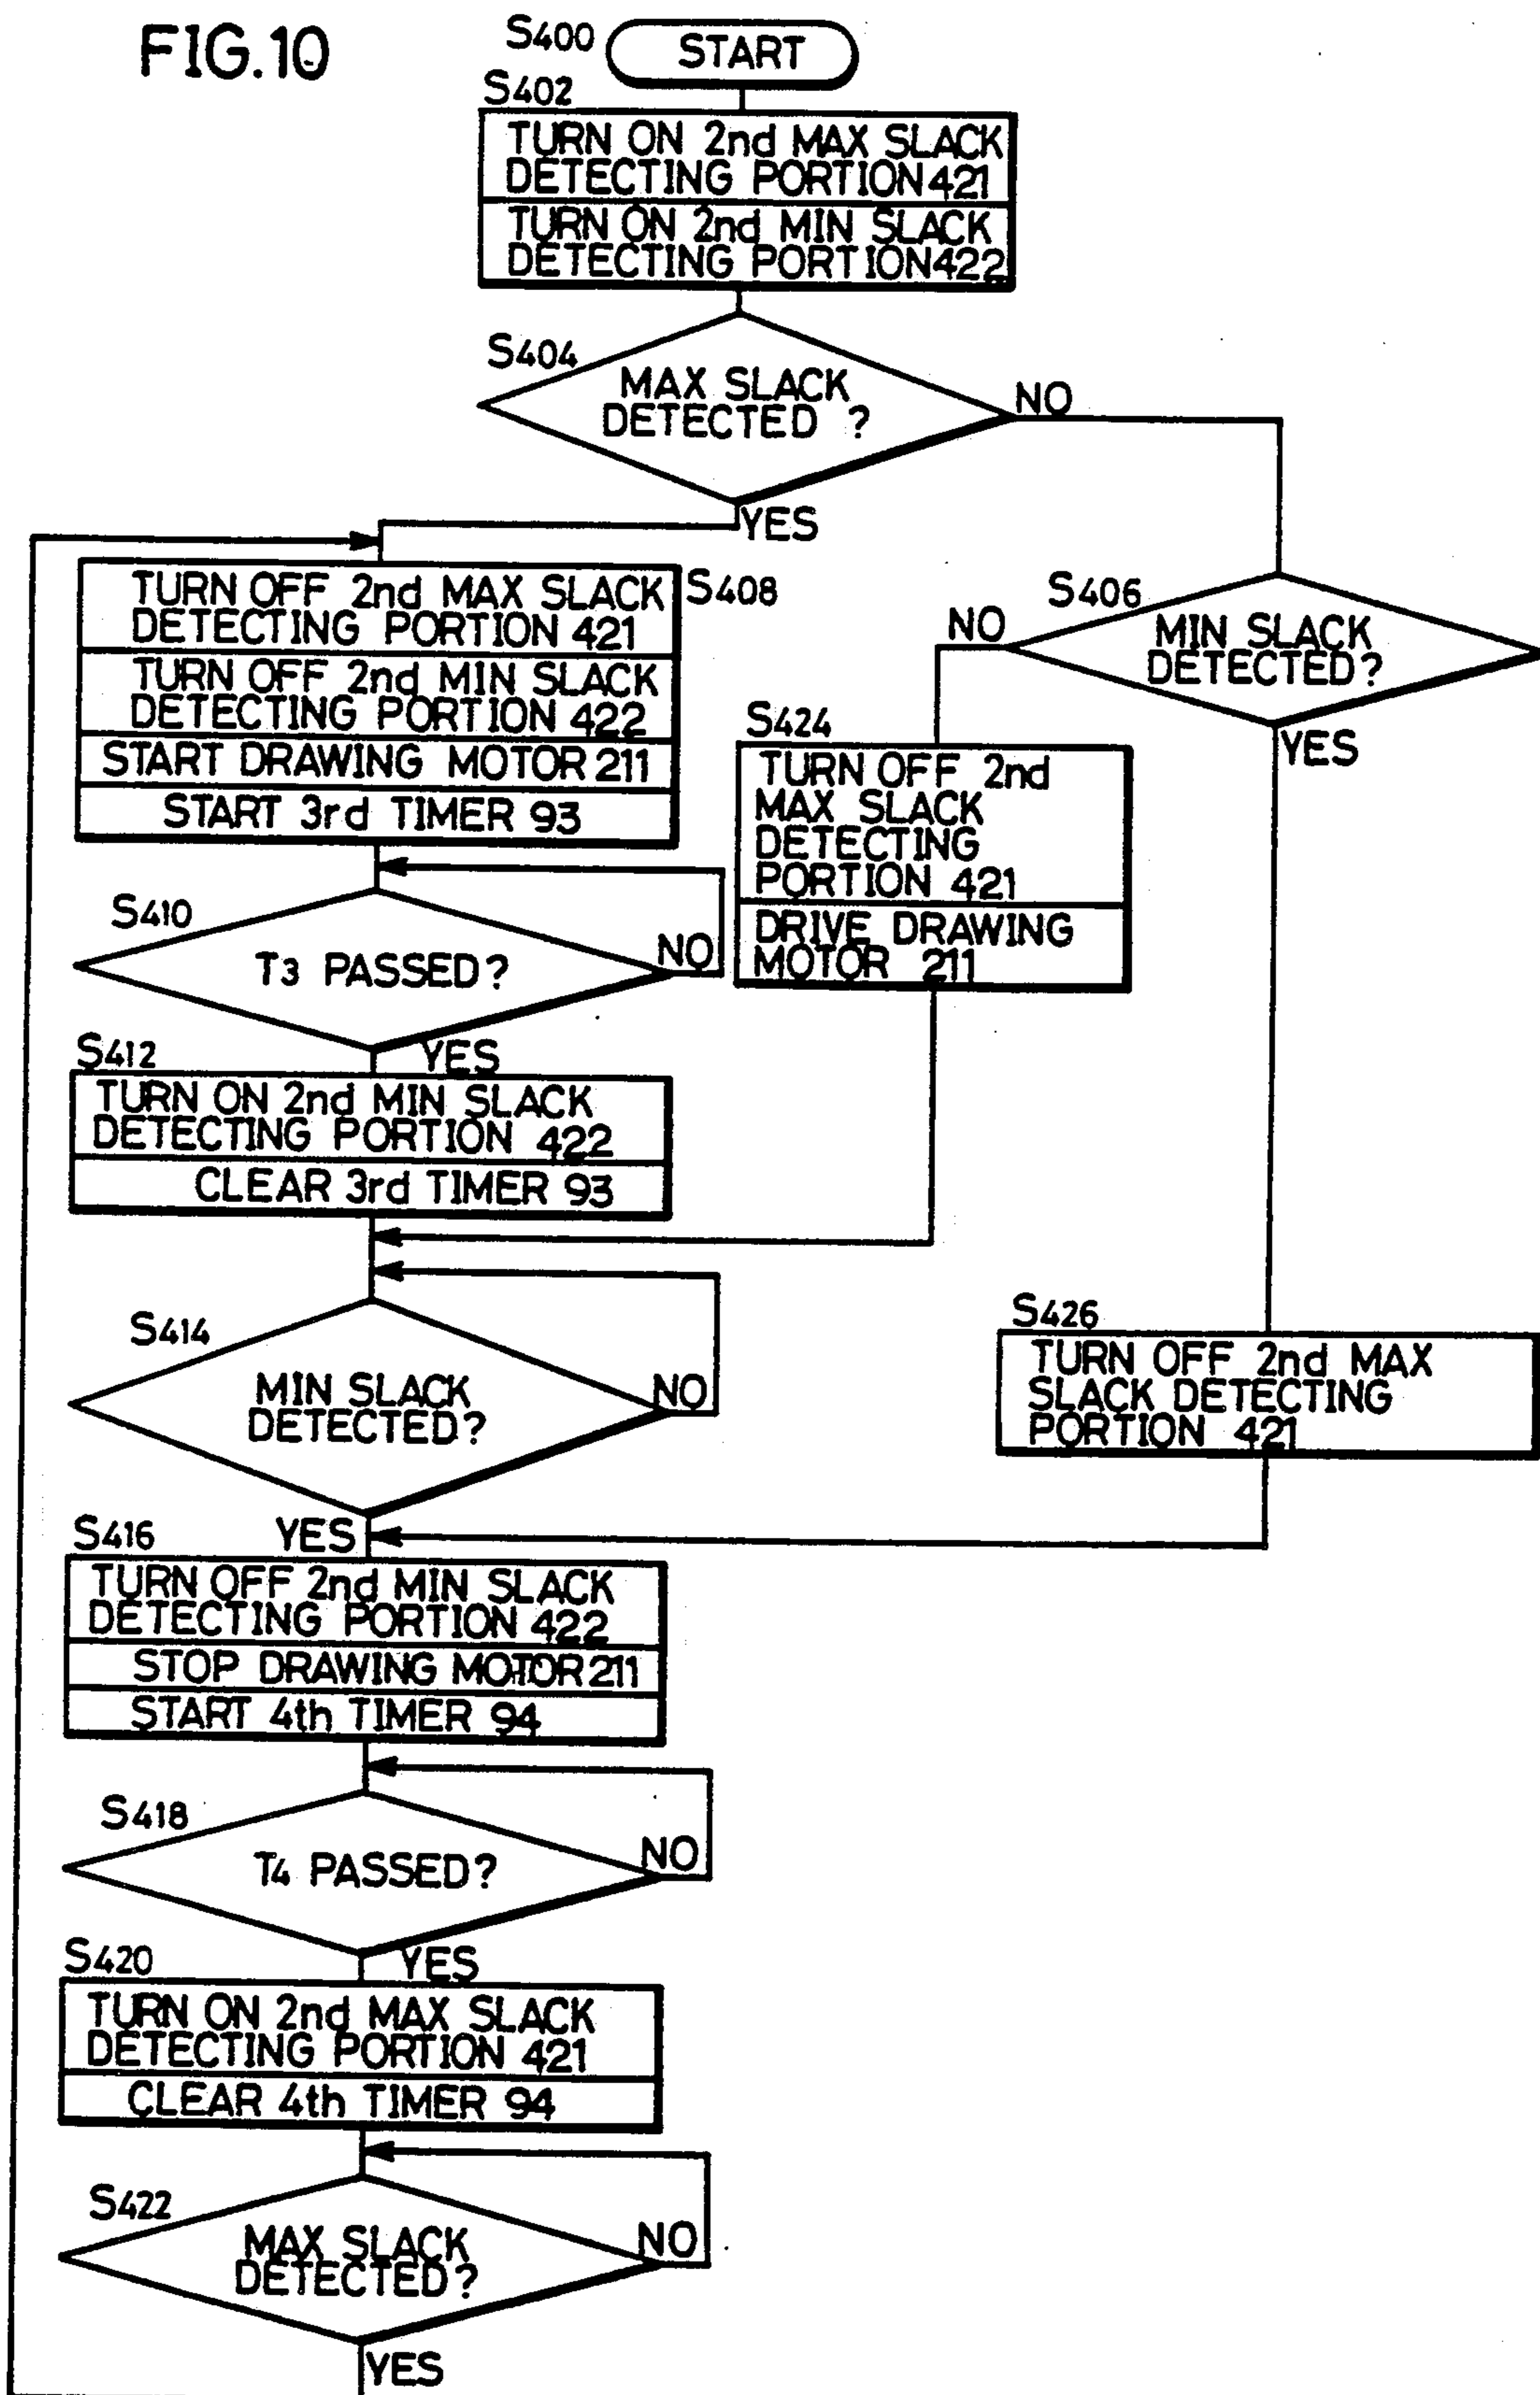 FIG.10
S400
START
S402
TURN ON 2nd MAX SLACK
DETECTING PORTION 421
TURN ON 2nd MIN SLACK
DETECTING PORTION 422
S404
MAX SLACK
DETECTED ?
NO
YES
S408
TURN OFF 2nd MAX SLACK
DETECTING PORTION 421
TURN OFF 2nd MIN SLACK
DETECTING PORTION 422
START DRAWING MOTOR 211
START 3rd TIMER 93
S406
MIN SLACK
DETECTED?
NO
YES
S424
TURN OFF 2nd
MAX SLACK
DETECTING
PORTION 421
DRIVE DRAWING
MOTOR 211
S410
T3 PASSED?
NO
YES
S412
TURN ON 2nd MIN SLACK
DETECTING PORTION 422
CLEAR 3rd TIMER 93
S414
MIN SLACK
DETECTED?
NO
YES
S426
TURN OFF 2nd MAX
SLACK DETECTING
PORTION 421
S416
TURN OFF 2nd MIN SLACK
DETECTING PORTION 422
STOP DRAWING MOTOR 211
START 4th TIMER 94
S418
T4 PASSED?
NO
YES
S420
TURN ON 2nd MAX SLACK
DETECTING PORTION 421
CLEAR 4th TIMER 94
S422
MAX SLACK
DETECTED?
NO
YES